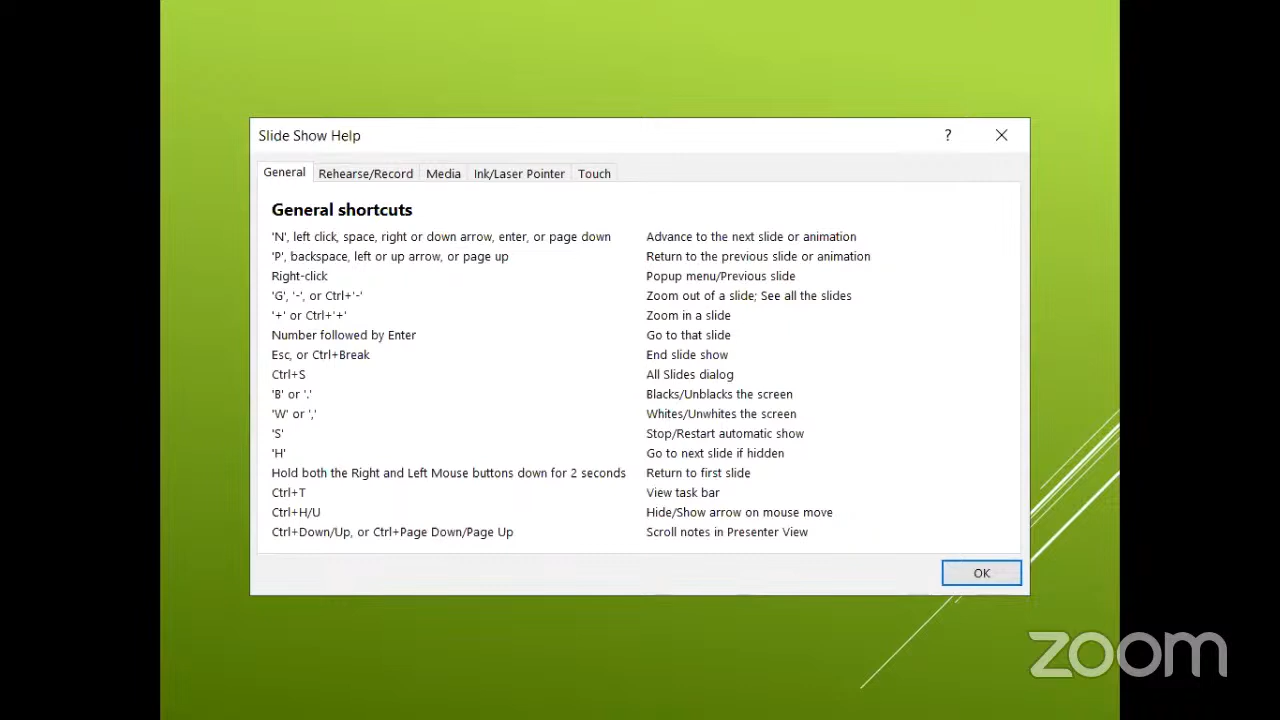 Slide Show Help ?
General Rehearse/Record Media Ink/Laser Pointer Touch
General shortcuts
'N', left click, space, right or down arrow, enter, or page down Advance to the next slide or animation
'P', backspace, left or up arrow, or page up Return to the previous slide or animation
Right-click Popup menu/Previous slide
'G', '-', or Ctrl+'-' Zoom out of a slide; See all the slides
'+' or Ctrl+'+' Zoom in a slide
Number followed by Enter Go to that slide
Esc, or Ctrl+Break End slide show
Ctrl+S All Slides dialog
'B' or '.' Blacks/Unblacks the screen
'W' or ',' Whites/Unwhites the screen
'S' Stop/Restart automatic show
'H' Go to next slide if hidden
Hold both the Right and Left Mouse buttons down for 2 seconds Return to first slide
Ctrl+T View task bar
Ctrl+H/U Hide/Show arrow on mouse move
Ctrl+Down/Up, or Ctrl+Page Down/Page Up Scroll notes in Presenter View
OK
zoom